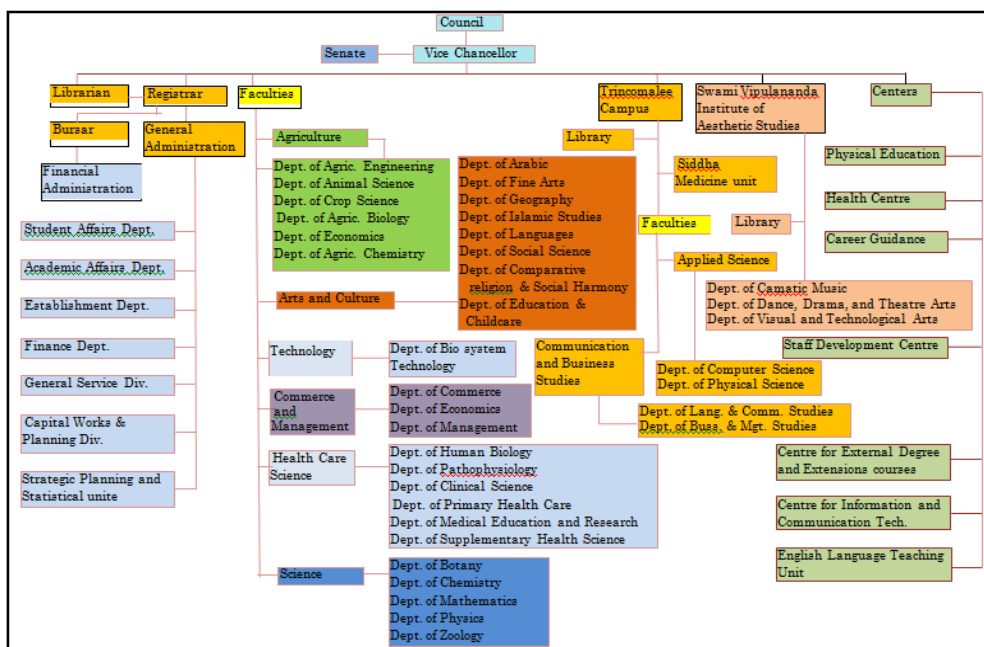 Council
Senate
Vice Chancellor
Librarian
Registrar
Faculties
Trincomalee
Campus
Swami Vipulananda
Institute of
Aesthetic Studies
Centers
Bursar
General
Administration
Financial
Administration
Student Affairs Dept.
Academic Affairs Dept.
Establishment Dept.
Finance Dept.
General Service Div.
Capital Works &
Planning Div.
Strategic Planning and
Statistical unite
Agriculture
Dept. of Agric. Engineering
Dept. of Animal Science
Dept. of Crop Science
Dept. of Agric. Biology
Dept. of Economics
Dept. of Agric. Chemistry
Arts and Culture
Dept. of Arabic
Dept. of Fine Arts
Dept. of Geography
Dept. of Islamic Studies
Dept. of Languages
Dept. of Social Science
Dept. of Comparative
religion & Social Harmony
Dept. of Education &
Childcare
Technology
Dept. of Bio system
Technology
Commerce
and
Management
Dept. of Commerce
Dept. of Economics
Dept. of Management
Health Care
Science
Dept. of Human Biology
Dept. of Pathophysiology
Dept. of Clinical Science
Dept. of Primary Health Care
Dept. of Medical Education and Research
Dept. of Supplementary Health Science
Science
Dept. of Botany
Dept. of Chemistry
Dept. of Mathematics
Dept. of Physics
Dept. of Zoology
Library
Siddha
Medicine unit
Faculties
Applied Science
Communication
and Business
Studies
Dept. of Computer Science
Dept. of Physical Science
Dept. of Lang. & Comm. Studies
Dept. of Buss. & Mgt. Studies
Library
Dept. of Camatic Music
Dept. of Dance, Drama, and Theatre Arts
Dept. of Visual and Technological Arts
Physical Education
Health Centre
Career Guidance
Staff Development Centre
Centre for External Degree
and Extensions courses
Centre for Information and
Communication Tech.
English Language Teaching
Unit